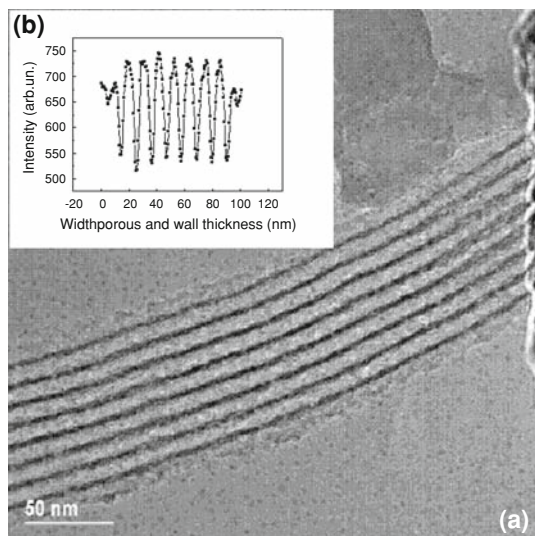 (b)
750
700
650
600
550
500
Intensity (arb.un.)
-20 0 20 40 60 80 100 120
Widthporous and wall thickness (nm)
50 nm
(a)